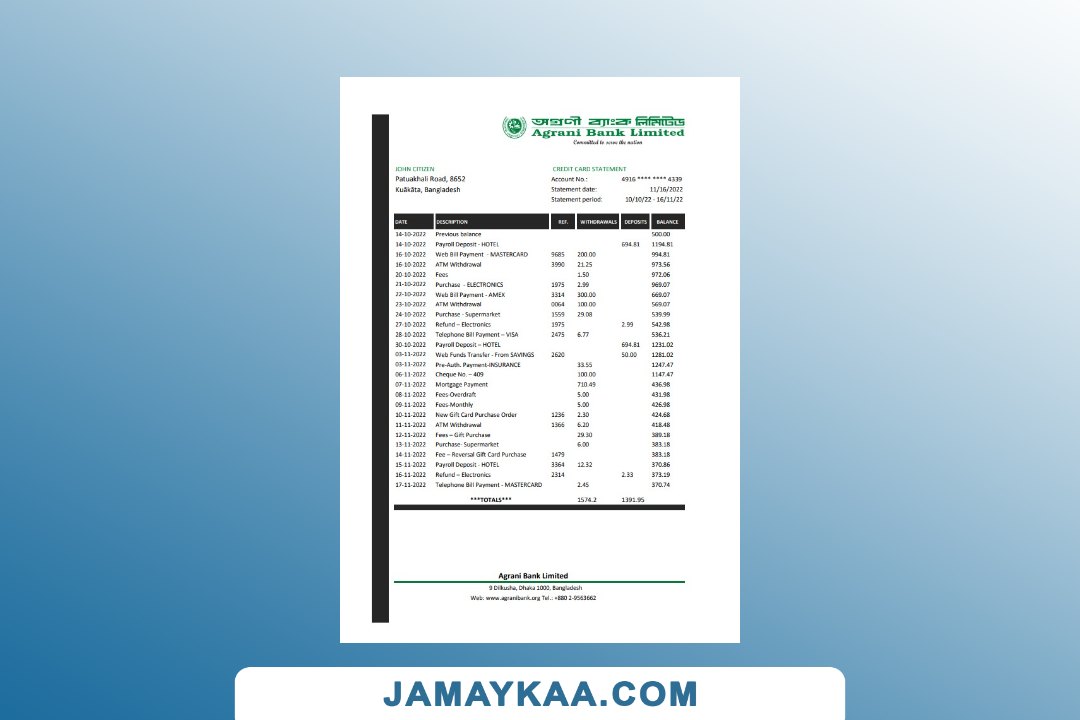 অগ্রণী ব্যাংক লিমিটেড
Agrani Bank Limited
Committed to serve the nation
JOHN CITIZEN
Patuakhali Road, 8652
Kuākāta, Bangladesh
CREDIT CARD STATEMENT
Account No.: 4916 **** **** 4339
Statement date: 11/16/2022
Statement period: 10/10/22 - 16/11/22
DATE DESCRIPTION REF. WITHDRAWALS DEPOSITS BALANCE
14-10-2022 Previous balance 500.00
14-10-2022 Payroll Deposit - HOTEL 694.81 1194.81
16-10-2022 Web Bill Payment - MASTERCARD 9685 200.00 994.81
16-10-2022 ATM Withdrawal 3990 21.25 973.56
20-10-2022 Fees 1.50 972.06
21-10-2022 Purchase - ELECTRONICS 1975 2.99 969.07
22-10-2022 Web Bill Payment - AMEX 3314 300.00 669.07
23-10-2022 ATM Withdrawal 0064 100.00 569.07
24-10-2022 Purchase - Supermarket 1559 29.08 539.99
27-10-2022 Refund – Electronics 1975 2.99 542.98
28-10-2022 Telephone Bill Payment – VISA 2475 6.77 536.21
30-10-2022 Payroll Deposit – HOTEL 694.81 1231.02
03-11-2022 Web Funds Transfer - From SAVINGS 2620 50.00 1281.02
03-11-2022 Pre-Auth. Payment-INSURANCE 33.55 1247.47
06-11-2022 Cheque No. – 409 100.00 1147.47
07-11-2022 Mortgage Payment 710.49 436.98
08-11-2022 Fees-Overdraft 5.00 431.98
09-11-2022 Fees-Monthly 5.00 426.98
10-11-2022 New Gift Card Purchase Order 1236 2.30 424.68
11-11-2022 ATM Withdrawal 1366 6.20 418.48
12-11-2022 Fees – Gift Purchase 29.30 389.18
13-11-2022 Purchase- Supermarket 6.00 383.18
14-11-2022 Fee – Reversal Gift Card Purchase 1479 383.18
15-11-2022 Payroll Deposit - HOTEL 3364 12.32 370.86
16-11-2022 Refund – Electronics 2314 2.33 373.19
17-11-2022 Telephone Bill Payment - MASTERCARD 2.45 370.74
***TOTALS*** 1574.2 1391.95
Agrani Bank Limited
9 Dilkusha, Dhaka 1000, Bangladesh
Web: www.agranibank.org Tel.: +880 2-9563662
JAMAYKAA.COM